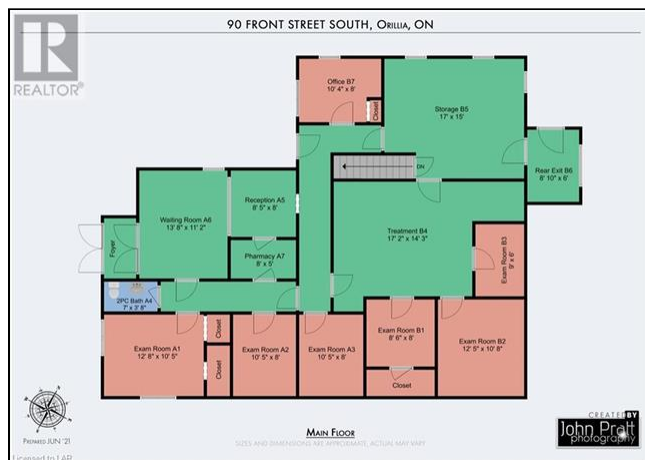 90 FRONT STREET SOUTH, ORILLIA, ON
R
REALTOR®
Office B7
10' 4" x 8'
Closet
Storage B5
17' x 15'
DN
Rear Exit B6
8' 10" x 6'
Waiting Room A6
13' 8" x 11' 2"
Reception A5
8' 5" x 8'
Foyer
Pharmacy A7
8' x 5'
Treatment B4
17' 2" x 14' 3"
Exam Room B3
9' x 6'
2PC Bath A4
7' x 3' 8"
Exam Room A1
12' 8" x 10' 5"
Closet
Closet
Exam Room A2
10' 5" x 8'
Exam Room A3
10' 5" x 8'
Exam Room B1
8' 6" x 8'
Closet
Exam Room B2
12' 5" x 10' 8"
PREPARED JUN '21
MAIN FLOOR
SIZES AND DIMENSIONS ARE APPROXIMATE, ACTUAL MAY VARY
CREATED BY
John Pratt
photography
Licensed to LAR